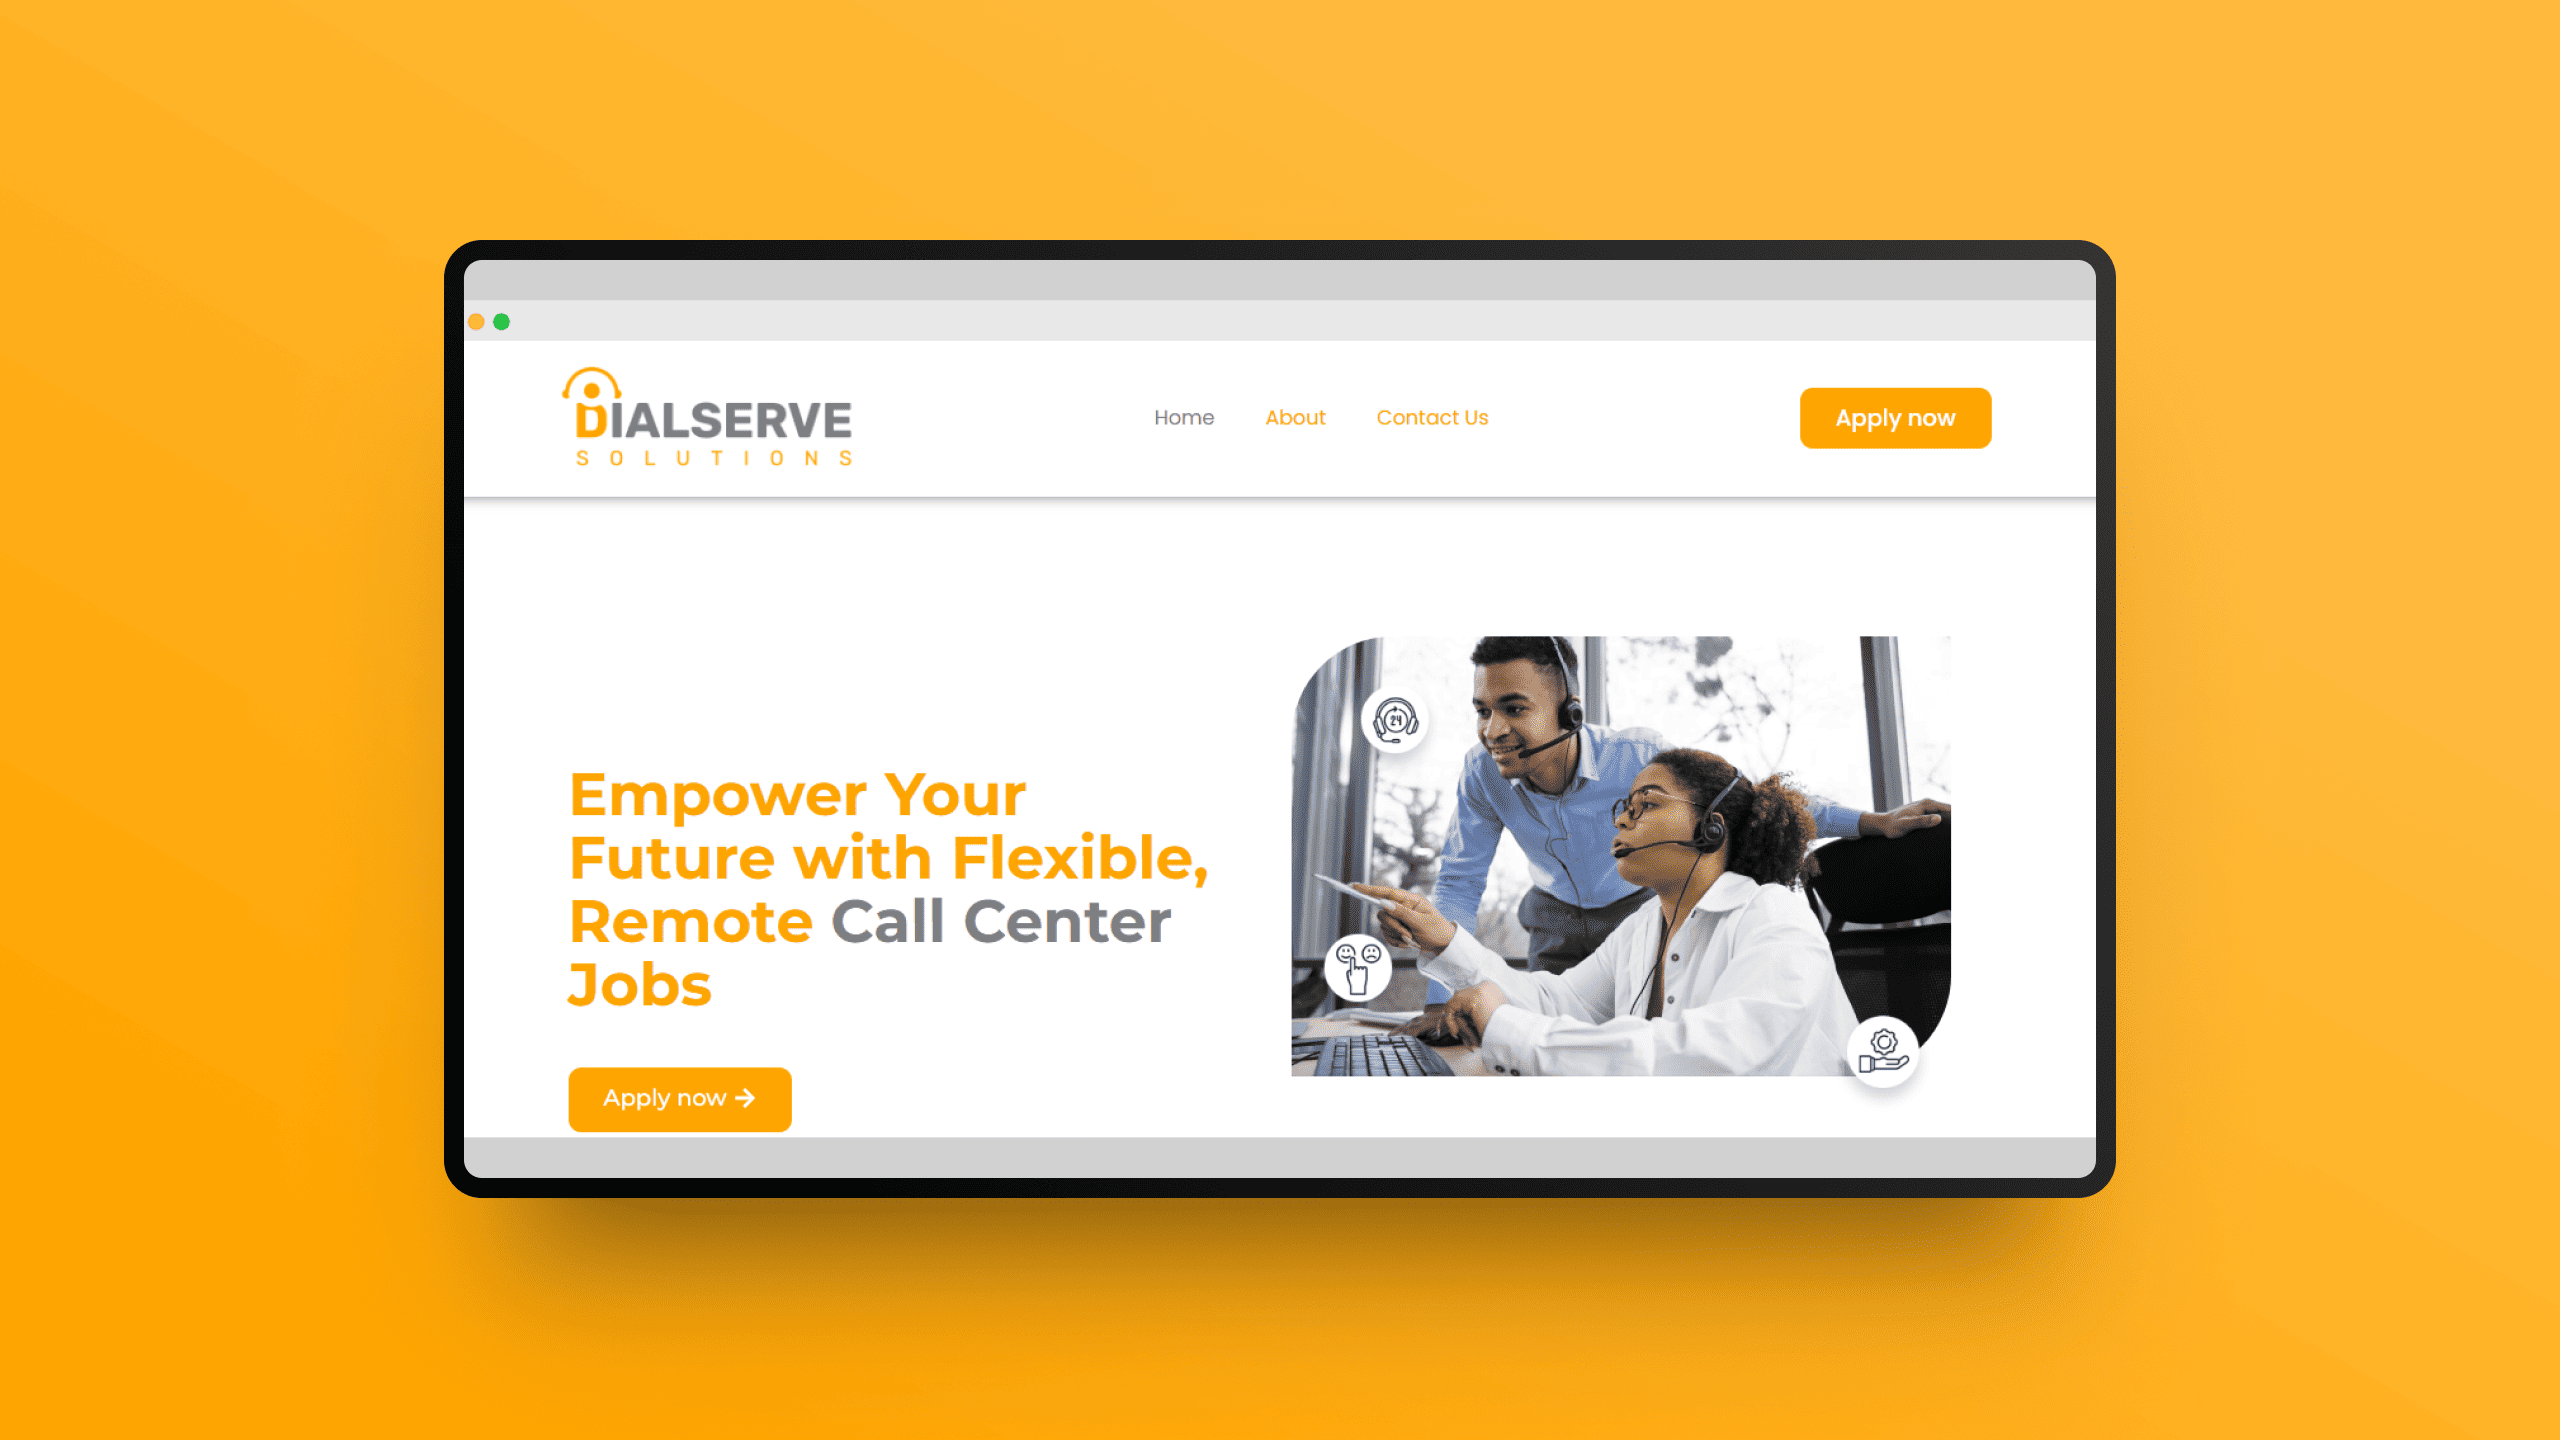 DIALSERVE
SOLUTIONS
Home About Contact Us
Apply now
Empower Your
Future with Flexible,
Remote Call Center
Jobs
Apply now
24